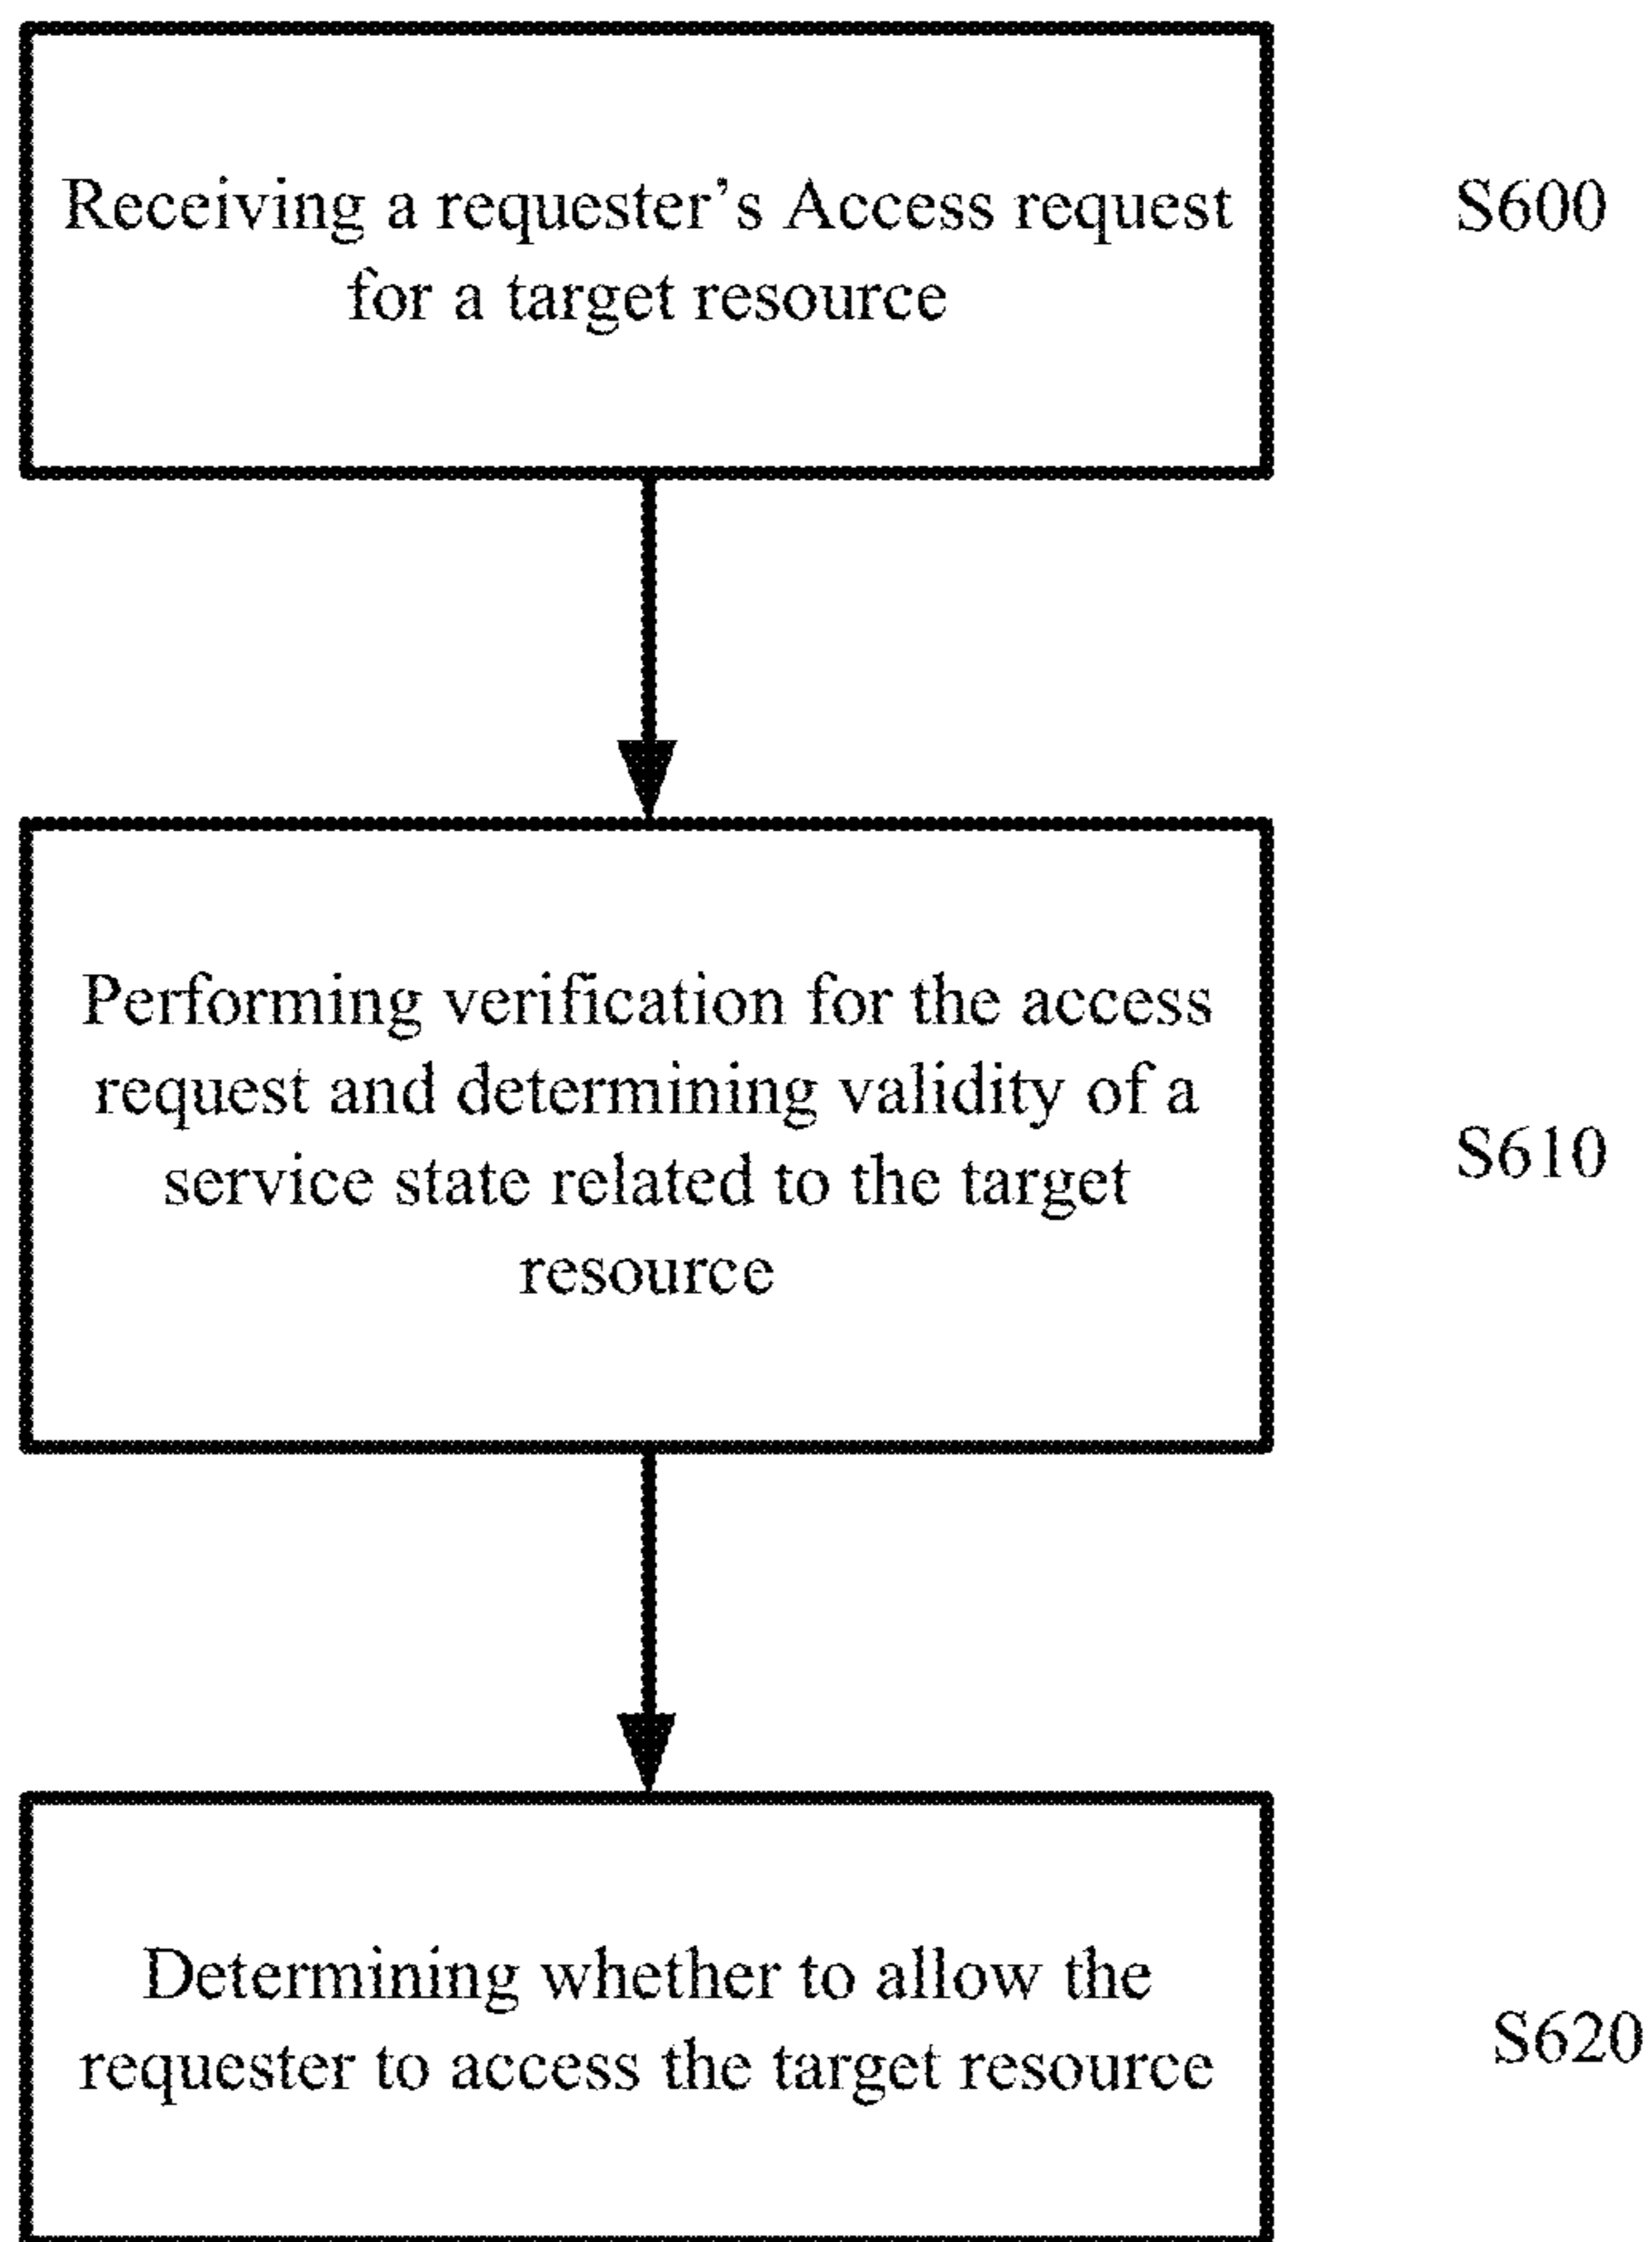 Receiving a requester’s Access request
for a target resource
S600
Performing verification for the access
request and determining validity of a
service state related to the target
resource
S610
Determining whether to allow the
requester to access the target resource
S620